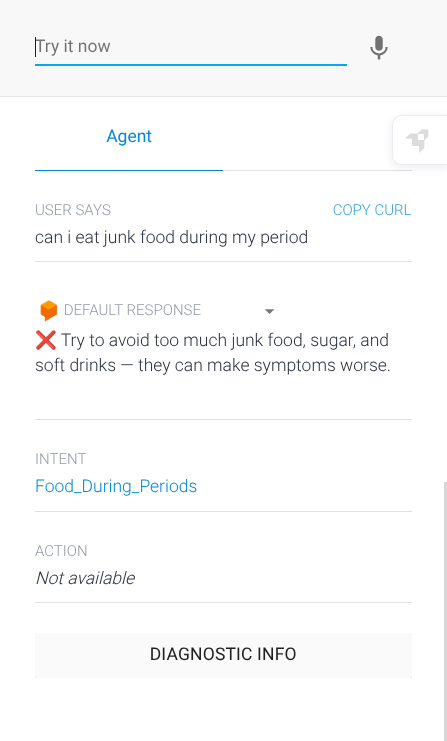 Try it now
Agent
USER SAYS
COPY CURL
can i eat junk food during my period
DEFAULT RESPONSE
❌ Try to avoid too much junk food, sugar, and
soft drinks — they can make symptoms worse.
INTENT
Food_During_Periods
ACTION
Not available
DIAGNOSTIC INFO